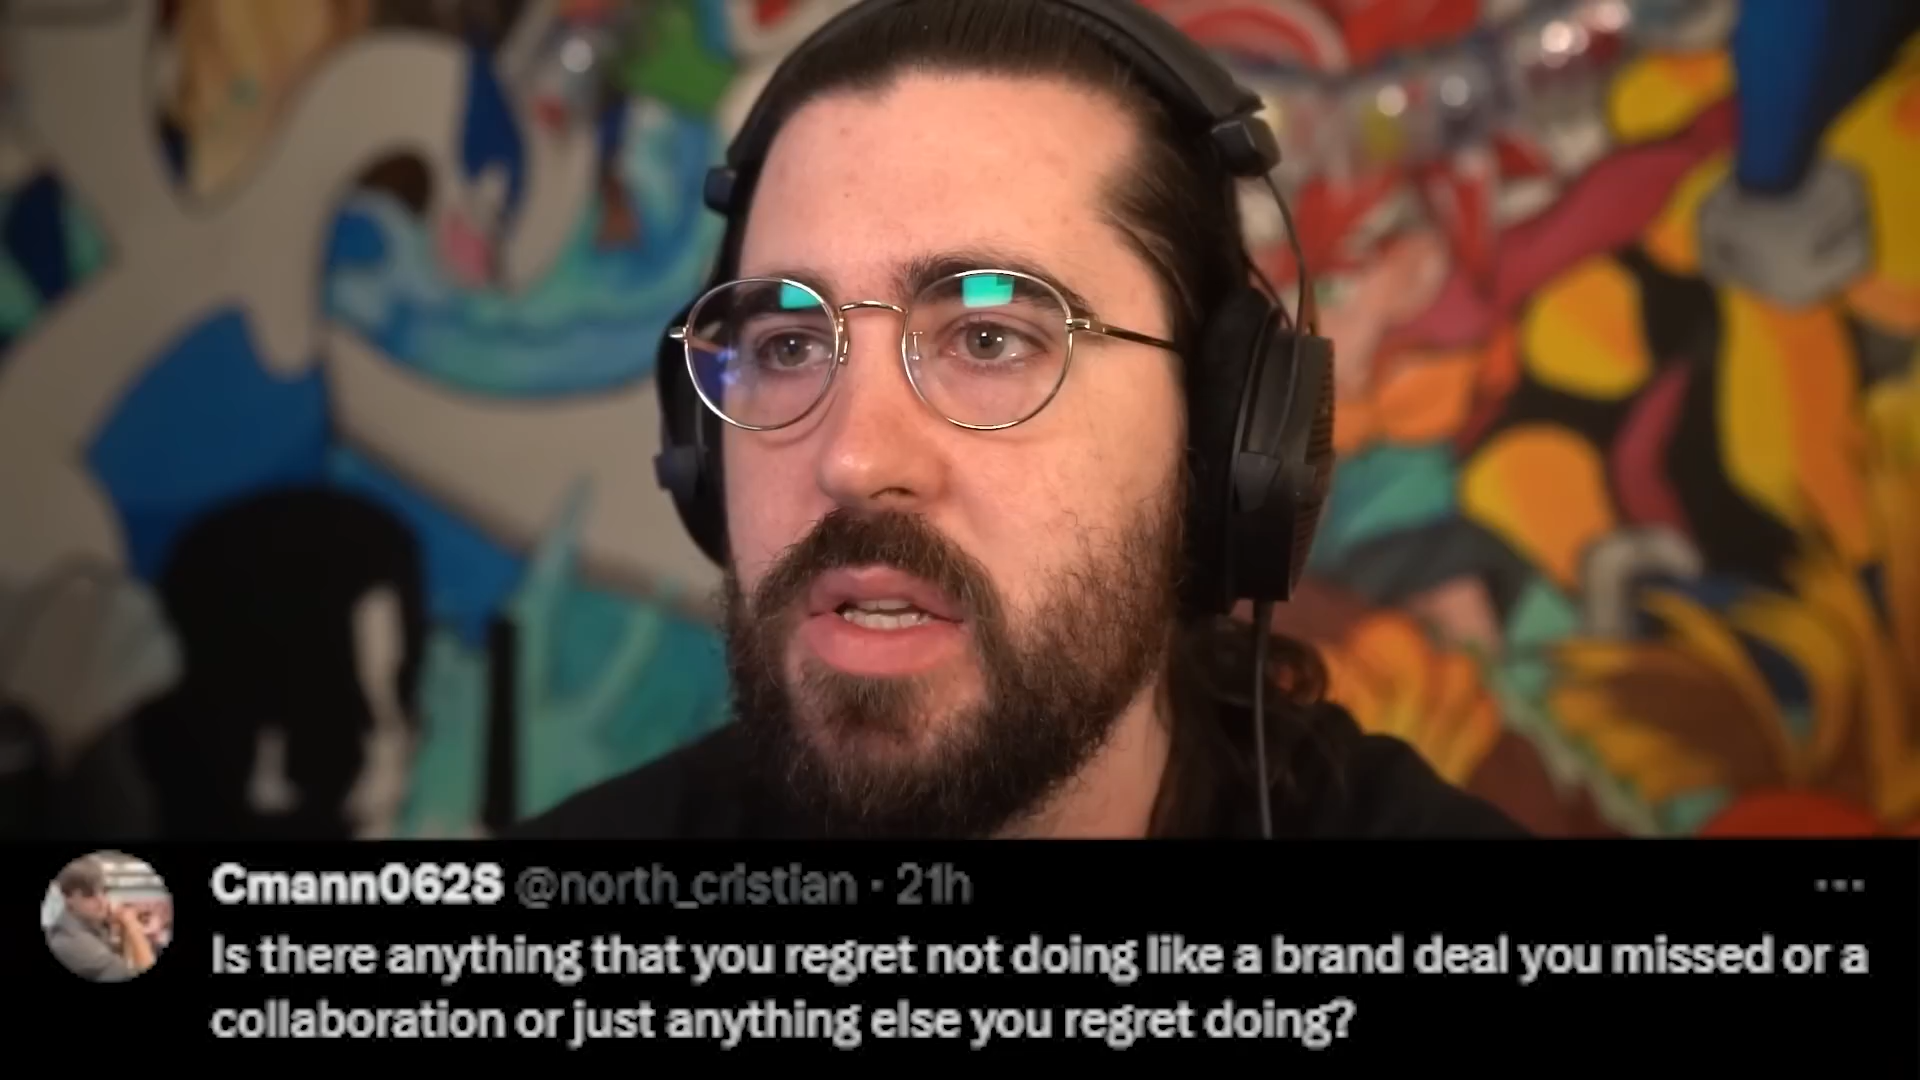 Cmann0628 @north_cristian · 21h
Is there anything that you regret not doing like a brand deal you missed or a
collaboration or just anything else you regret doing?